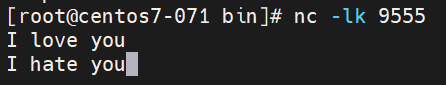 [root@centos7-071 bin]# nc -lk 9555
I love you
I hate you